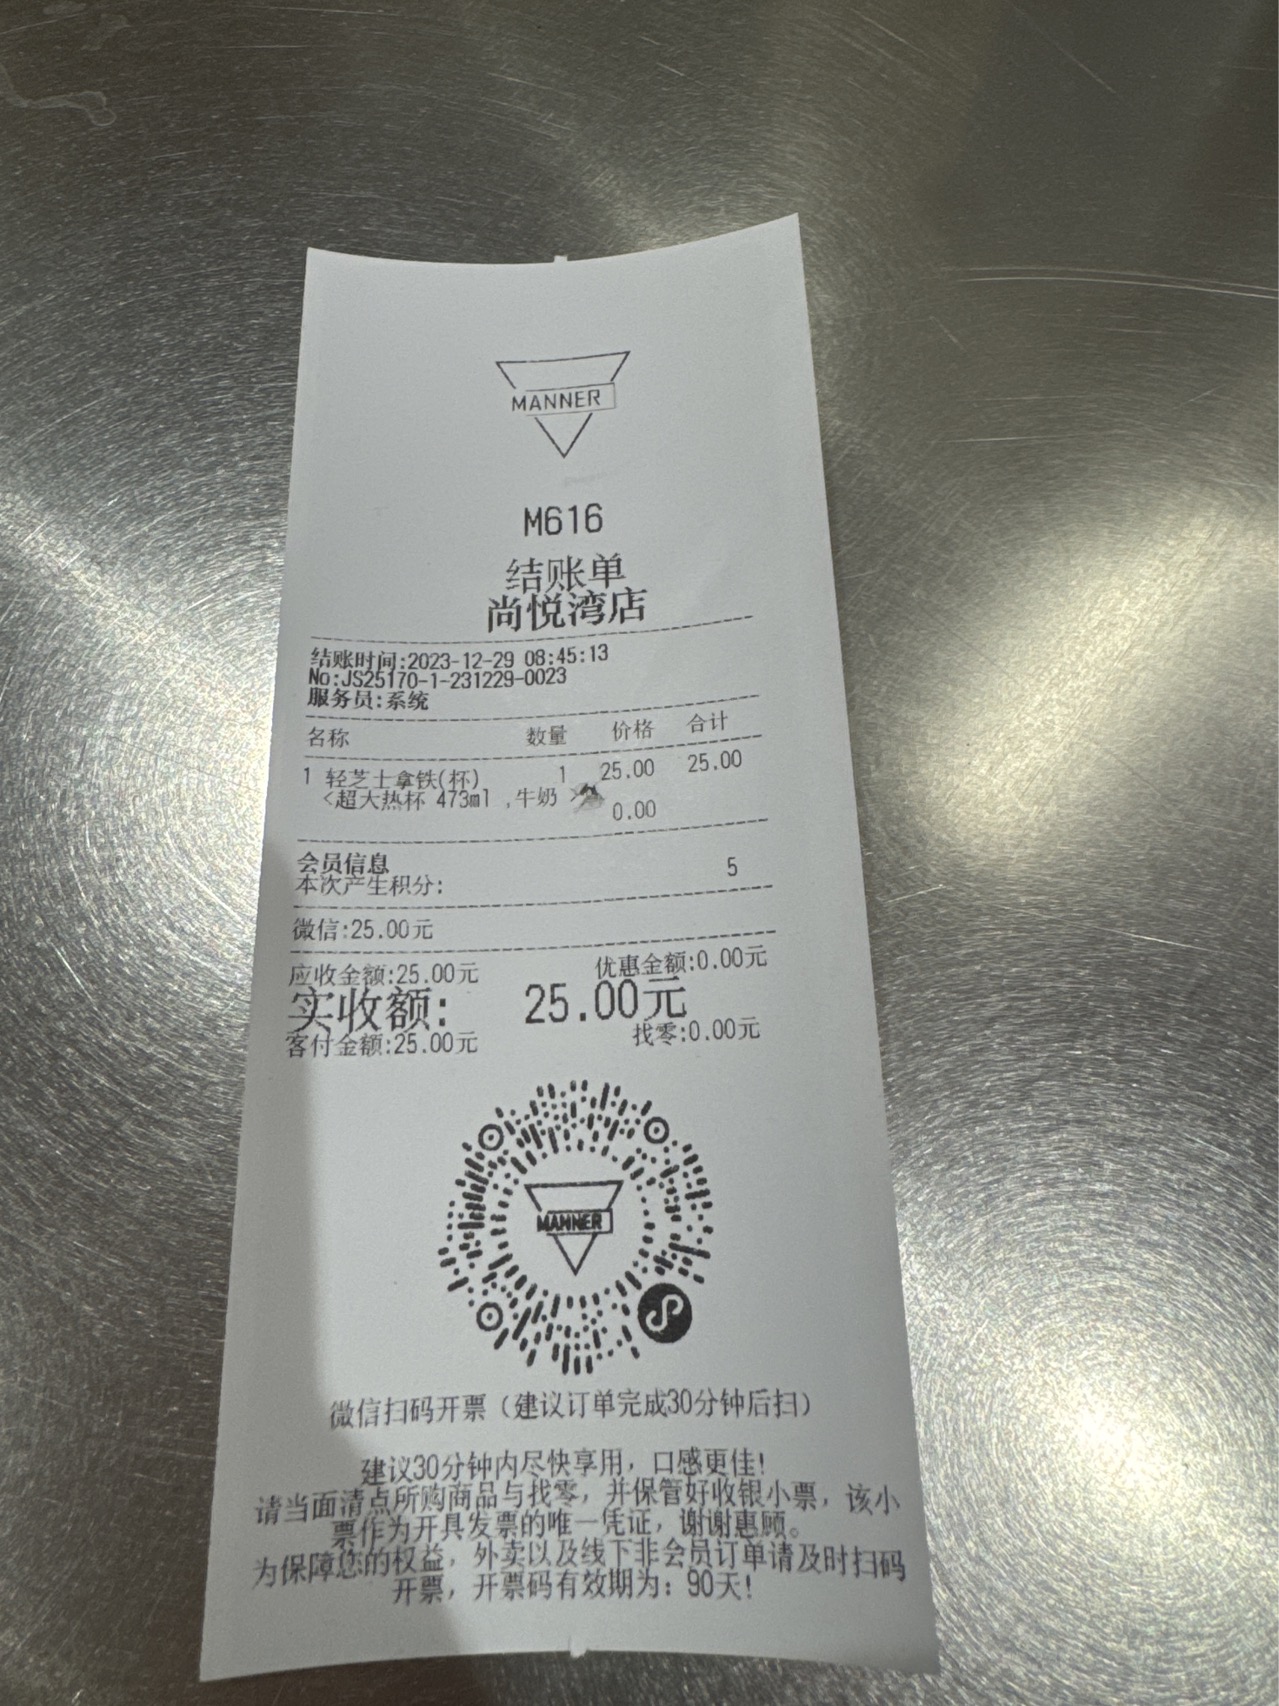 MANNER
M616
结账单
尚悦湾店
结账时间:2023-12-29 08:45:13
No:JS25170-1-231229-0023
服务员:系统
名称 数量 价格 合计
1 轻芝士拿铁(杯) 1 25.00 25.00
<超大热杯 473ml ,牛奶
0.00
会员信息
本次产生积分: 5
微信:25.00元
应收金额:25.00元 优惠金额:0.00元
实收额: 25.00元
客付金额:25.00元 找零:0.00元
MANNER
微信扫码开票（建议订单完成30分钟后扫）
建议30分钟内尽快享用，口感更佳!
请当面清点所购商品与找零，并保管好收银小票，该小
票作为开具发票的唯一凭证，谢谢惠顾。
为保障您的权益，外卖以及线下非会员订单请及时扫码
开票，开票码有效期为：90天!